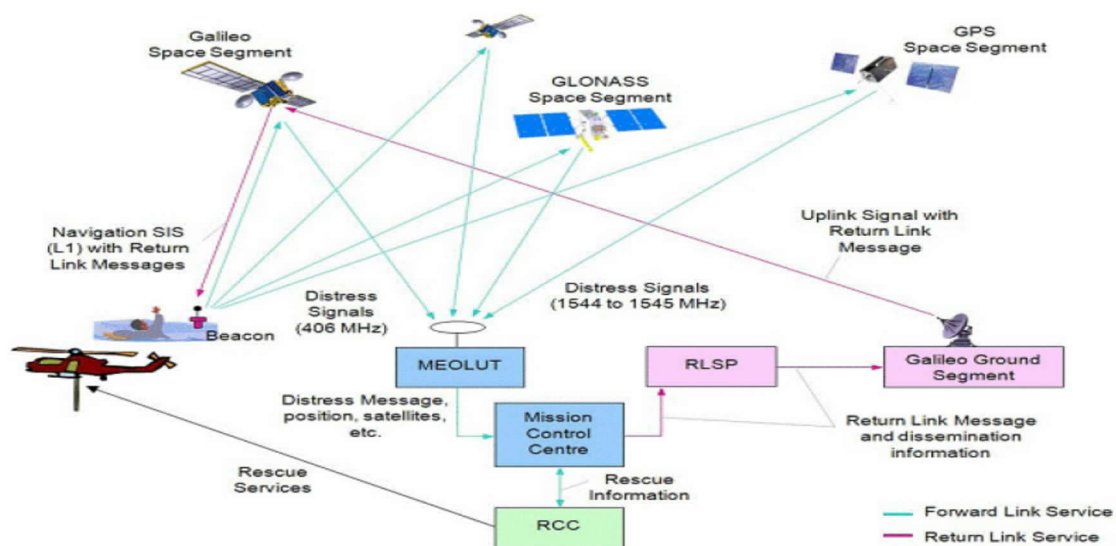 Galileo
Space Segment
GPS
Space Segment
GLONASS
Space Segment
Navigation SIS
(L1) with Return
Link Messages
Uplink Signal with
Return Link
Message
Distress
Signals
(406 MHz)
Distress Signals
(1544 to 1545 MHz)
Beacon
MEOLUT
RLSP
Galileo Ground
Segment
Distress Message,
position, satellites,
etc.
Mission
Control
Centre
Return Link Message
and dissemination
information
Rescue
Services
Rescue
Information
RCC
Forward Link Service
Return Link Service